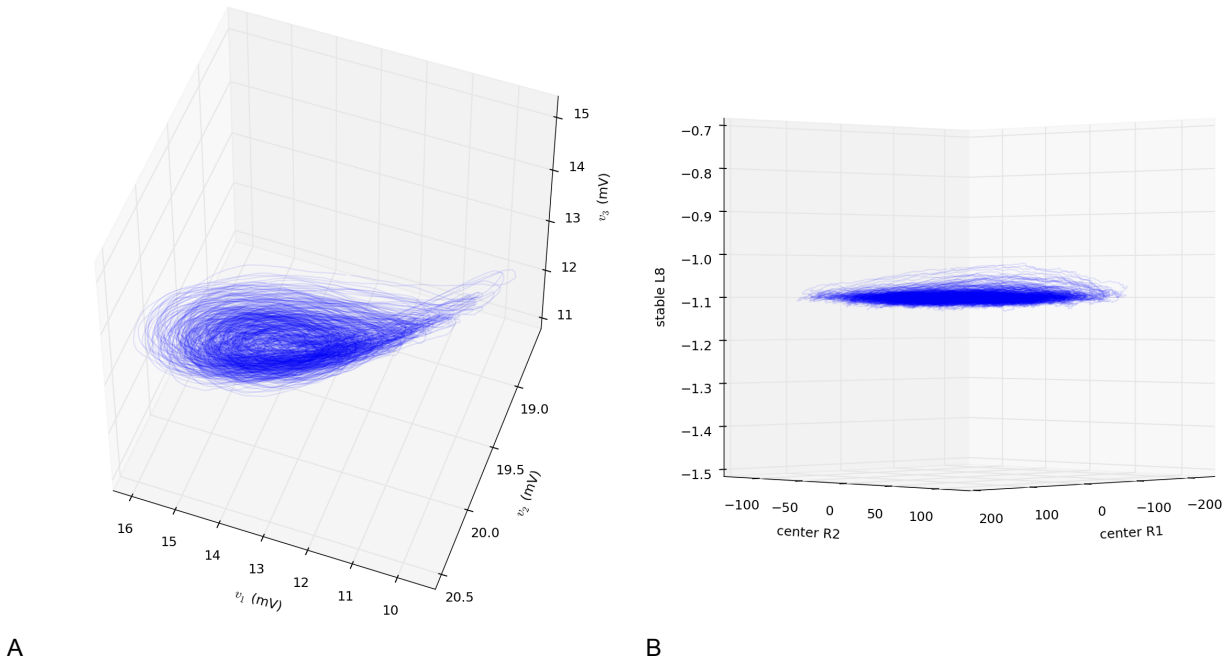 15
14
13
12
11
v₃ (mV)
19.0
19.5
20.0
20.5
v₂ (mV)
16
15
14
13
12
11
10
v₁ (mV)
A
−0.7
−0.8
−0.9
−1.0
−1.1
−1.2
−1.3
−1.4
−1.5
stable L8
−100 −50 0 50 100
center R2
200 100 0 −100 −200
center R1
B